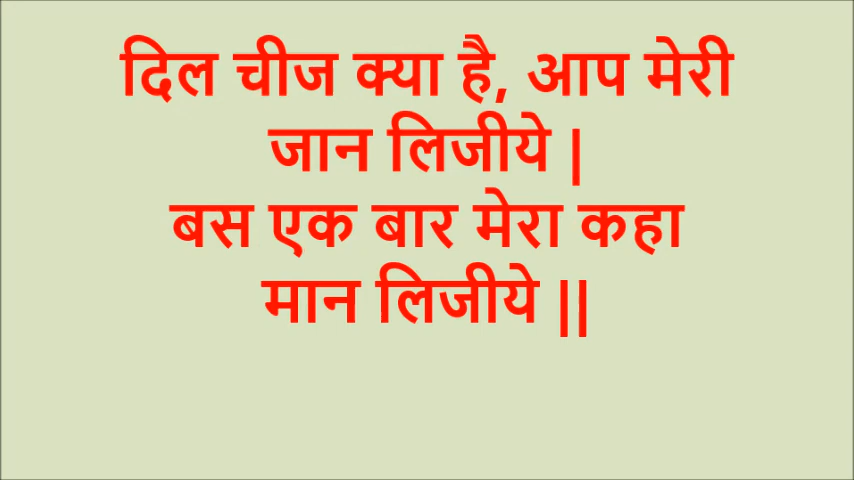 दिल चीज क्या है, आप मेरी
जान लिजीये |
बस एक बार मेरा कहा
मान लिजीये ||